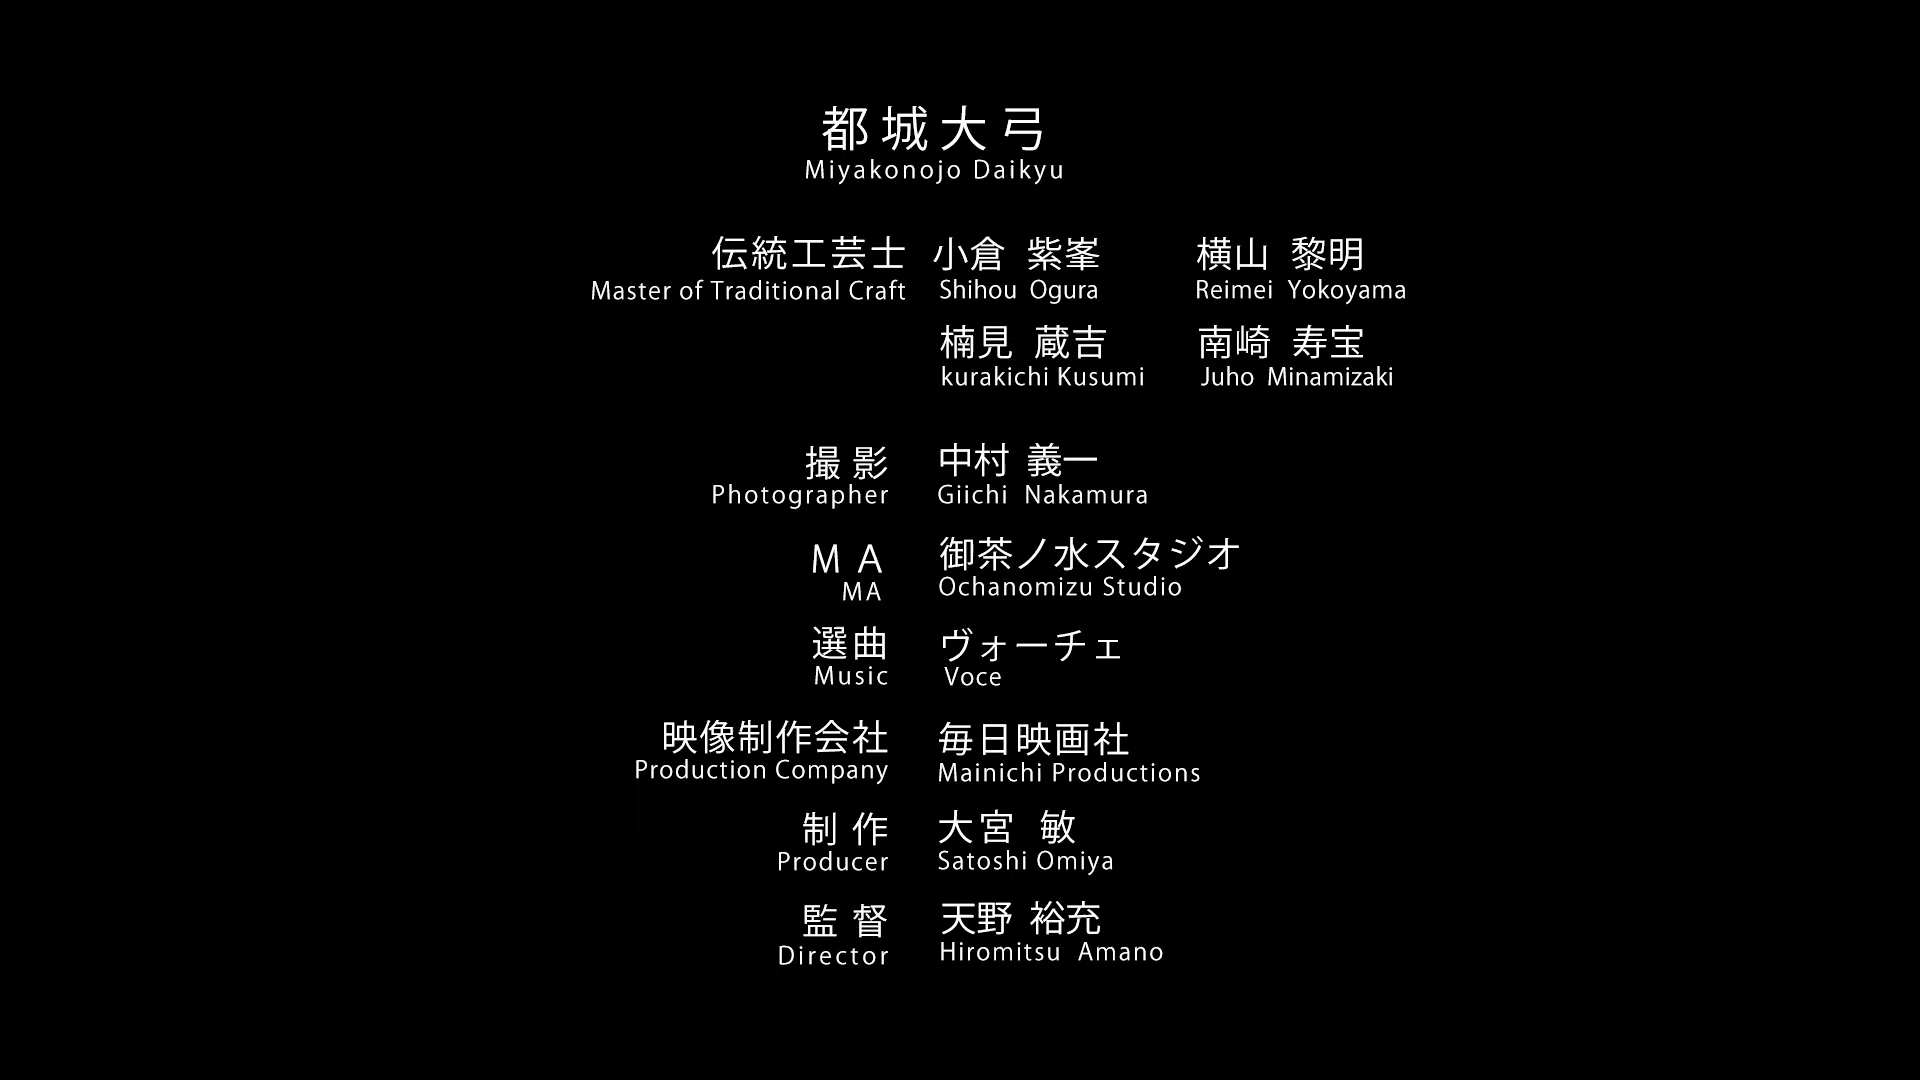 都城大弓
Miyakonojo Daikyu
伝統工芸士 小倉 紫峯 横山 黎明
Master of Traditional Craft Shihou Ogura Reimei Yokoyama
楠見 蔵吉 南崎 寿宝
kurakichi Kusumi Juho Minamizaki
撮影 中村 義一
Photographer Giichi Nakamura
MA 御茶ノ水スタジオ
MA Ochanomizu Studio
選曲 ヴォーチェ
Music Voce
映像制作会社 毎日映画社
Production Company Mainichi Productions
制作 大宮 敏
Producer Satoshi Omiya
監督 天野 裕充
Director Hiromitsu Amano